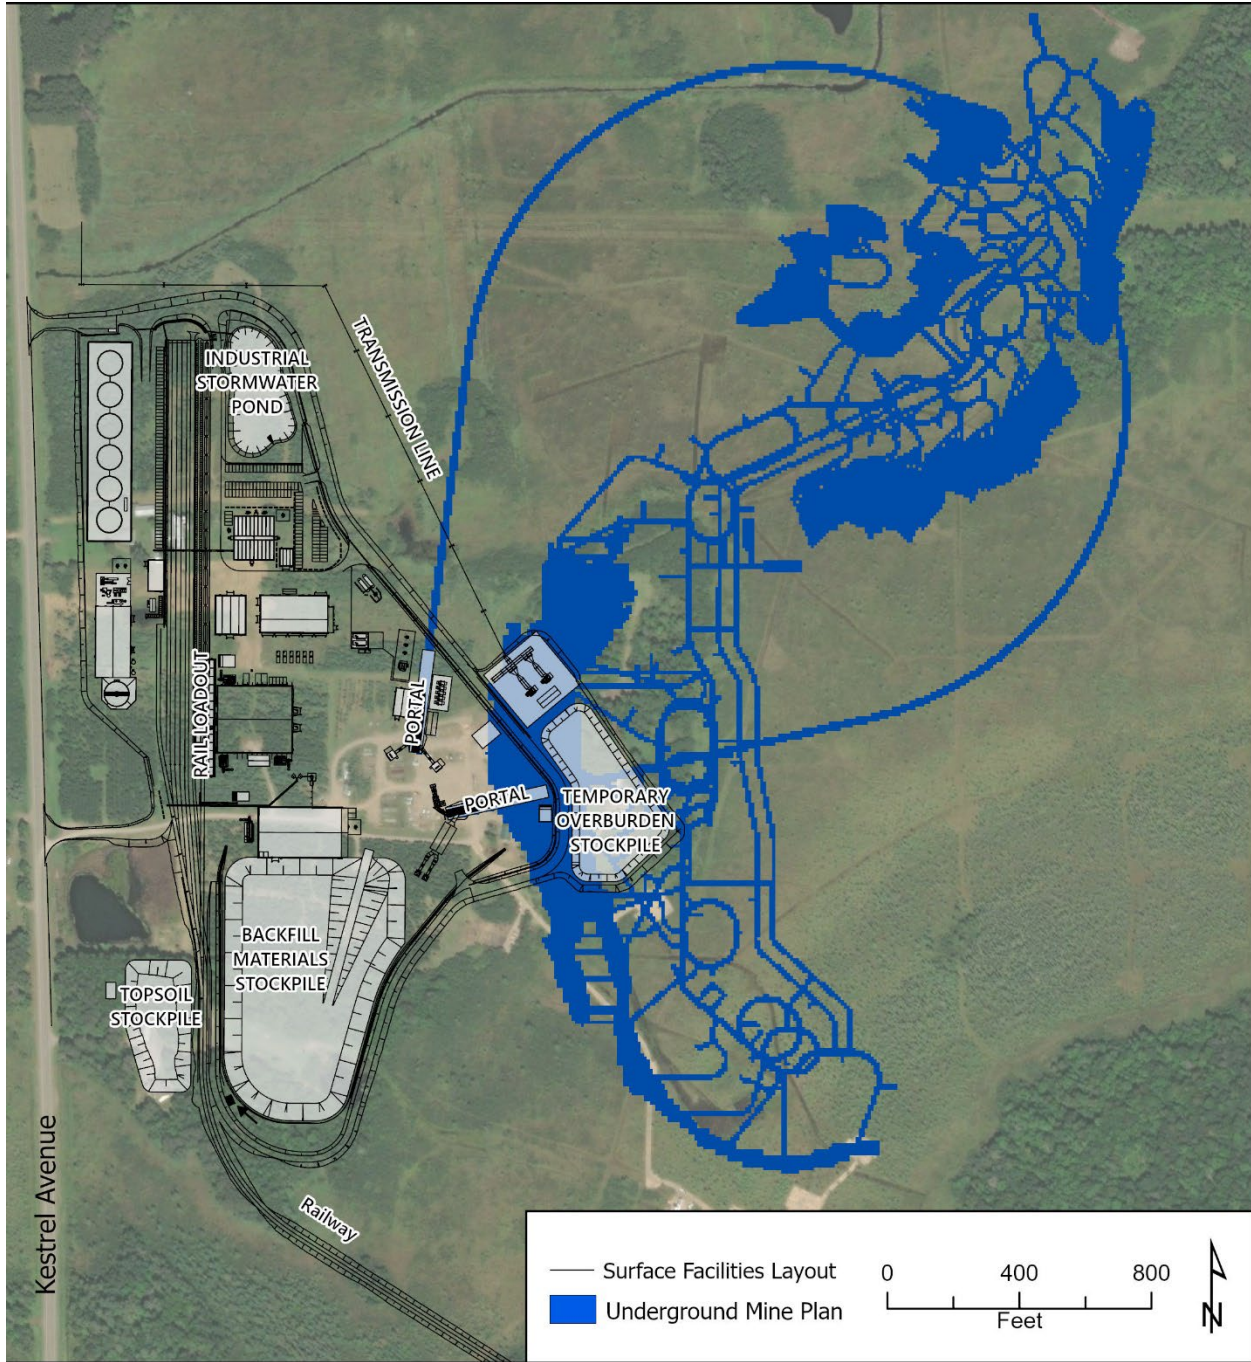 INDUSTRIAL
STORMWATER
POND
TRANSMISSION LINE
RAIL LOADOUT
PORTAL
PORTAL
TEMPORARY
OVERBURDEN
STOCKPILE
BACKFILL
MATERIALS
STOCKPILE
TOPSOIL
STOCKPILE
Kestrel Avenue
Railway
Surface Facilities Layout
Underground Mine Plan
0 400 800
Feet
N